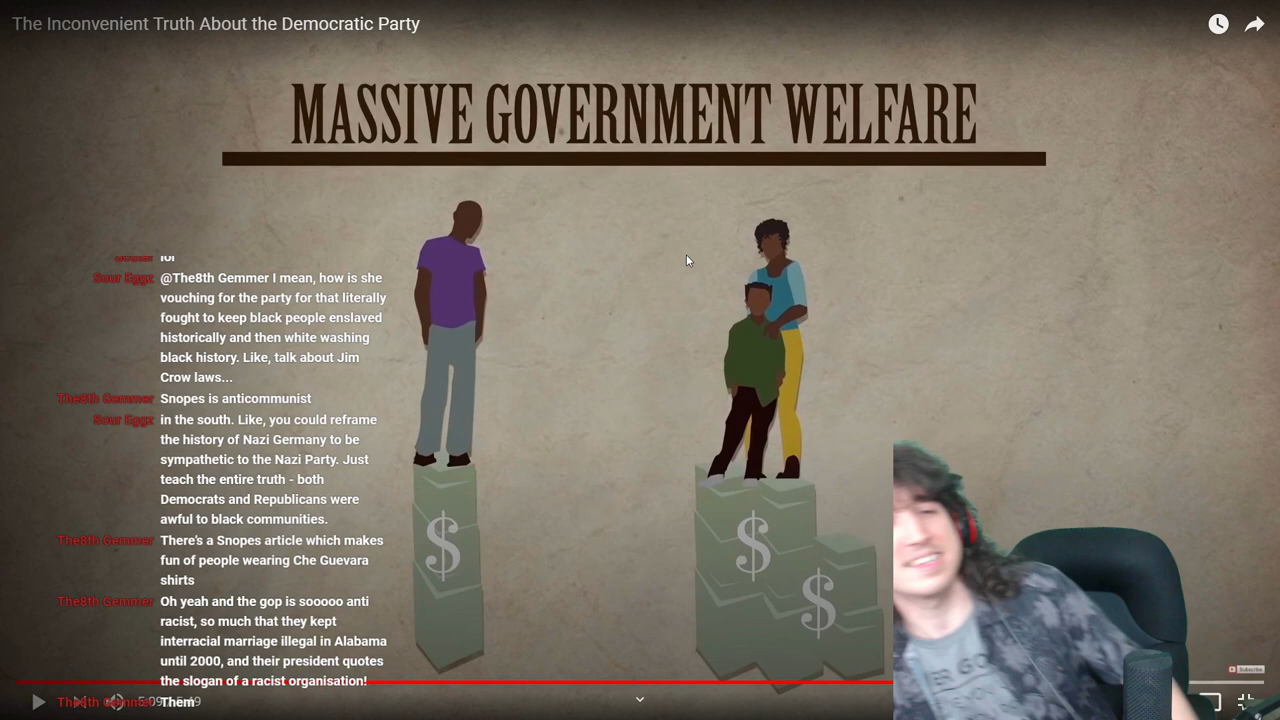 The Inconvenient Truth About the Democratic Party
MASSIVE GOVERNMENT WELFARE
lol
Sour Eggz @The8th Gemmer I mean, how is she
vouching for the party for that literally
fought to keep black people enslaved
historically and then white washing
black history. Like, talk about Jim
Crow laws...
The8th Gemmer Snopes is anticommunist
Sour Eggz in the south. Like, you could reframe
the history of Nazi Germany to be
sympathetic to the Nazi Party. Just
teach the entire truth - both
Democrats and Republicans were
awful to black communities.
The8th Gemmer There's a Snopes article which makes
fun of people wearing Che Guevara
shirts
The8th Gemmer Oh yeah and the gop is sooooo anti
racist, so much that they kept
interracial marriage illegal in Alabama
until 2000, and their president quotes
the slogan of a racist organisation!
The8th Gemmer Them
$
$
$
Subscribe